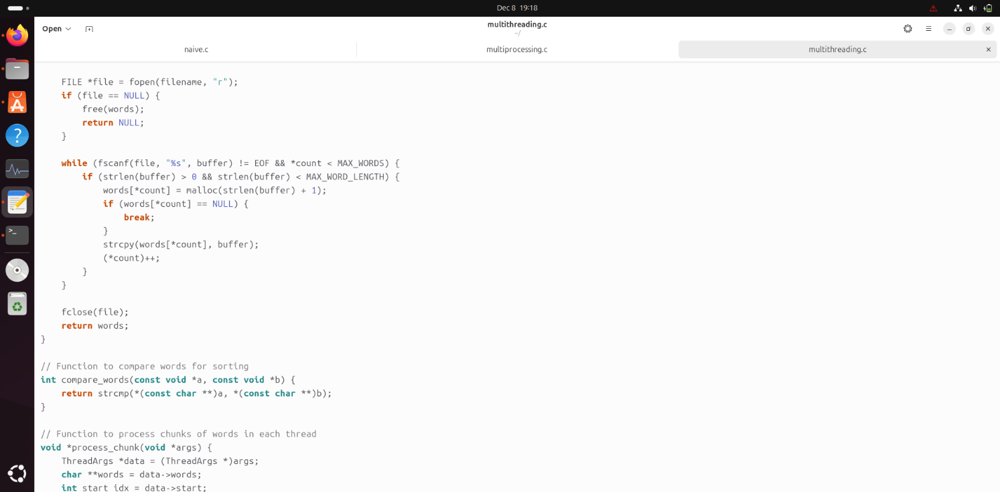 Dec 8 19:18
Open
multithreading.c
~/
naive.c
multiprocessing.c
multithreading.c
    FILE *file = fopen(filename, "r");
    if (file == NULL) {
        free(words);
        return NULL;
    }
    while (fscanf(file, "%s", buffer) != EOF && *count < MAX_WORDS) {
        if (strlen(buffer) > 0 && strlen(buffer) < MAX_WORD_LENGTH) {
            words[*count] = malloc(strlen(buffer) + 1);
            if (words[*count] == NULL) {
                break;
            }
            strcpy(words[*count], buffer);
            (*count)++;
        }
    }
    fclose(file);
    return words;
}
// Function to compare words for sorting
int compare_words(const void *a, const void *b) {
    return strcmp(*(const char **)a, *(const char **)b);
}
// Function to process chunks of words in each thread
void *process_chunk(void *args) {
    ThreadArgs *data = (ThreadArgs *)args;
    char **words = data->words;
    int start_idx = data->start;